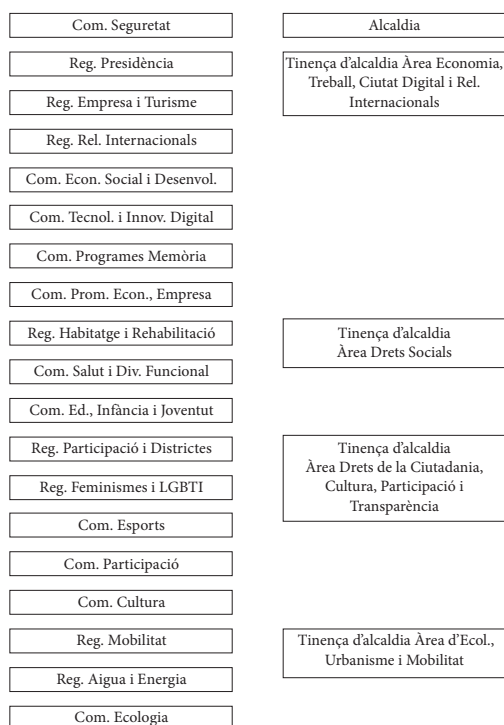 Com. Seguretat
Reg. Presidència
Reg. Empresa i Turisme
Reg. Rel. Internacionals
Com. Econ. Social i Desenvol.
Com. Tecnol. i Innov. Digital
Com. Programes Memòria
Com. Prom. Econ., Empresa
Reg. Habitatge i Rehabilitació
Com. Salut i Div. Funcional
Com. Ed., Infància i Joventut
Reg. Participació i Districtes
Reg. Feminismes i LGBTI
Com. Esports
Com. Participació
Com. Cultura
Reg. Mobilitat
Reg. Aigua i Energia
Com. Ecologia
Alcaldia
Tinença d'alcaldia Àrea Economia,
Treball, Ciutat Digital i Rel.
Internacionals
Tinença d'alcaldia
Àrea Drets Socials
Tinença d'alcaldia
Àrea Drets de la Ciutadania,
Cultura, Participació i
Transparència
Tinença d'alcaldia Àrea d'Ecol.,
Urbanisme i Mobilitat